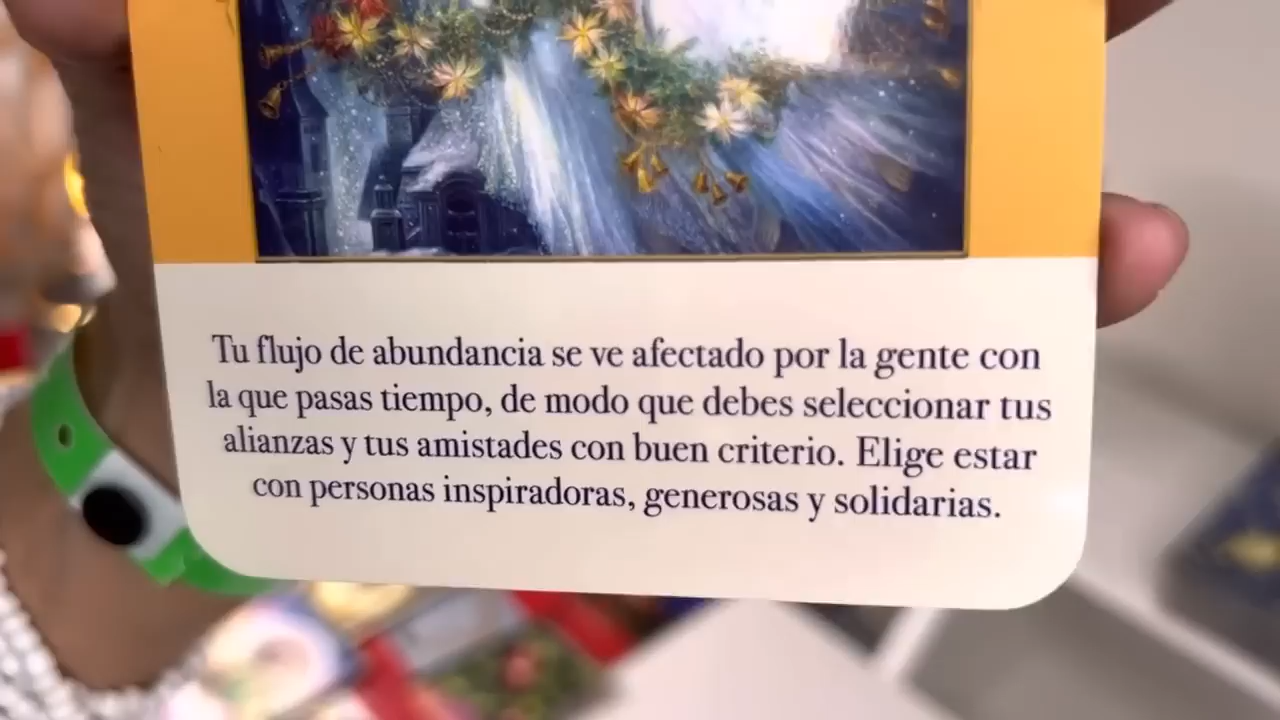 Tu flujo de abundancia se ve afectado por la gente con
la que pasas tiempo, de modo que debes seleccionar tus
alianzas y tus amistades con buen criterio. Elige estar
con personas inspiradoras, generosas y solidarias.